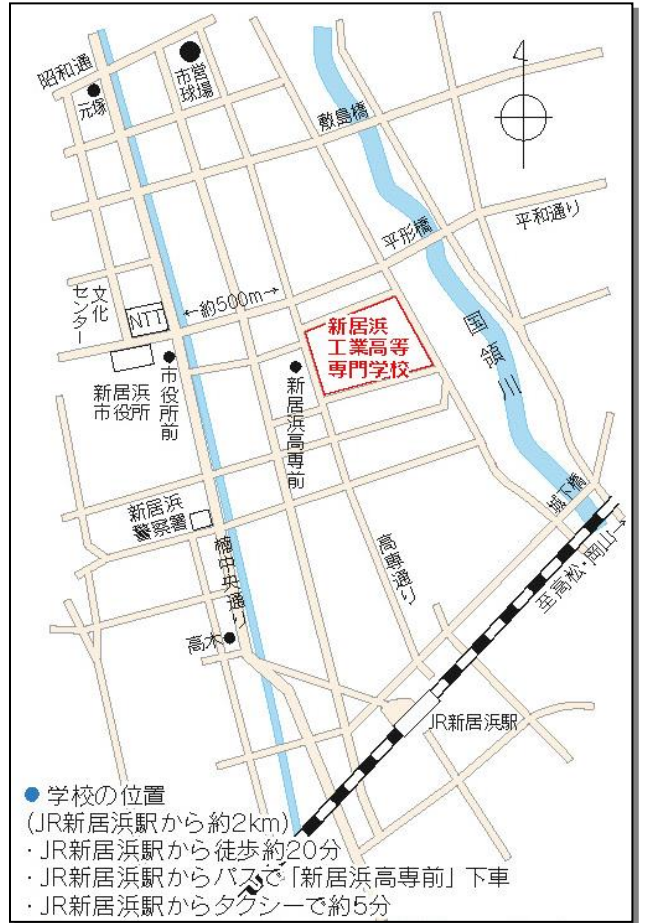 昭和通
元塚
市営
球場
敷島橋
4
平形橋
平和通り
文化
センター
NTT
←約500m→
新居浜
工業高等
専門学校
国領川
新居浜
市役所
市役所前
新居浜高専前
城下橋
新居浜
警察署
楠中央通り
高専通り
至高松・岡山→
高木
JR新居浜駅
● 学校の位置
(JR新居浜駅から約2km)
・JR新居浜駅から徒歩約20分
・JR新居浜駅からバスで「新居浜高専前」下車
・JR新居浜駅からタクシーで約5分